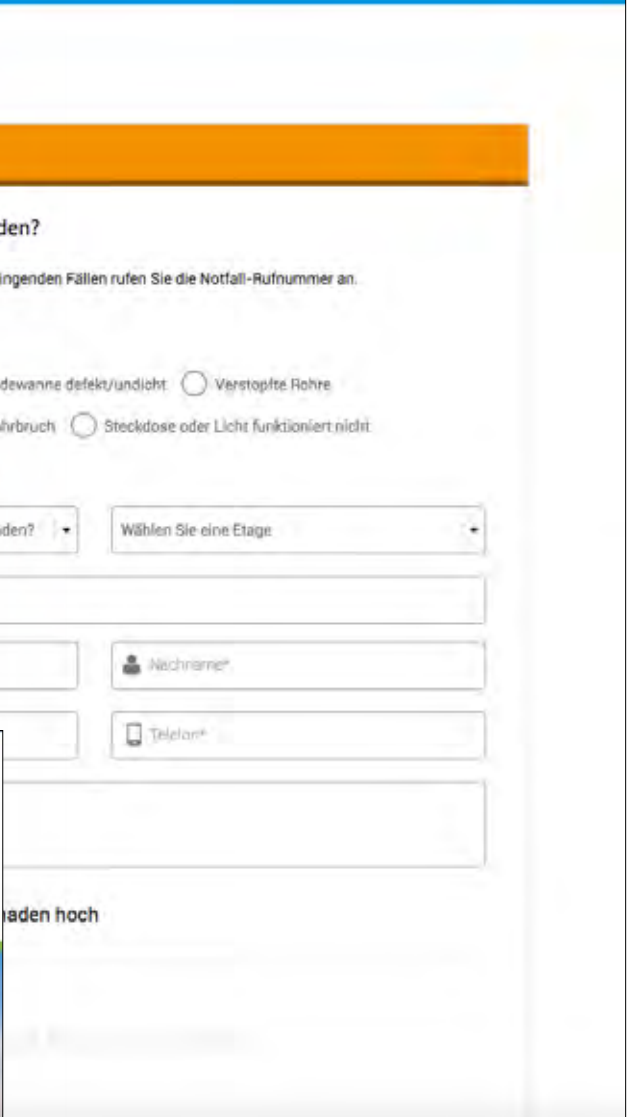 den?
ingenden Fällen rufen Sie die Notfall-Rufnummer an.
dewanne defekt/undicht Verstopfte Rohre
ohrbruch Steckdose oder Licht funktioniert nicht
den? Wählen Sie eine Etage
Nachname*
Telefon*
haden hoch